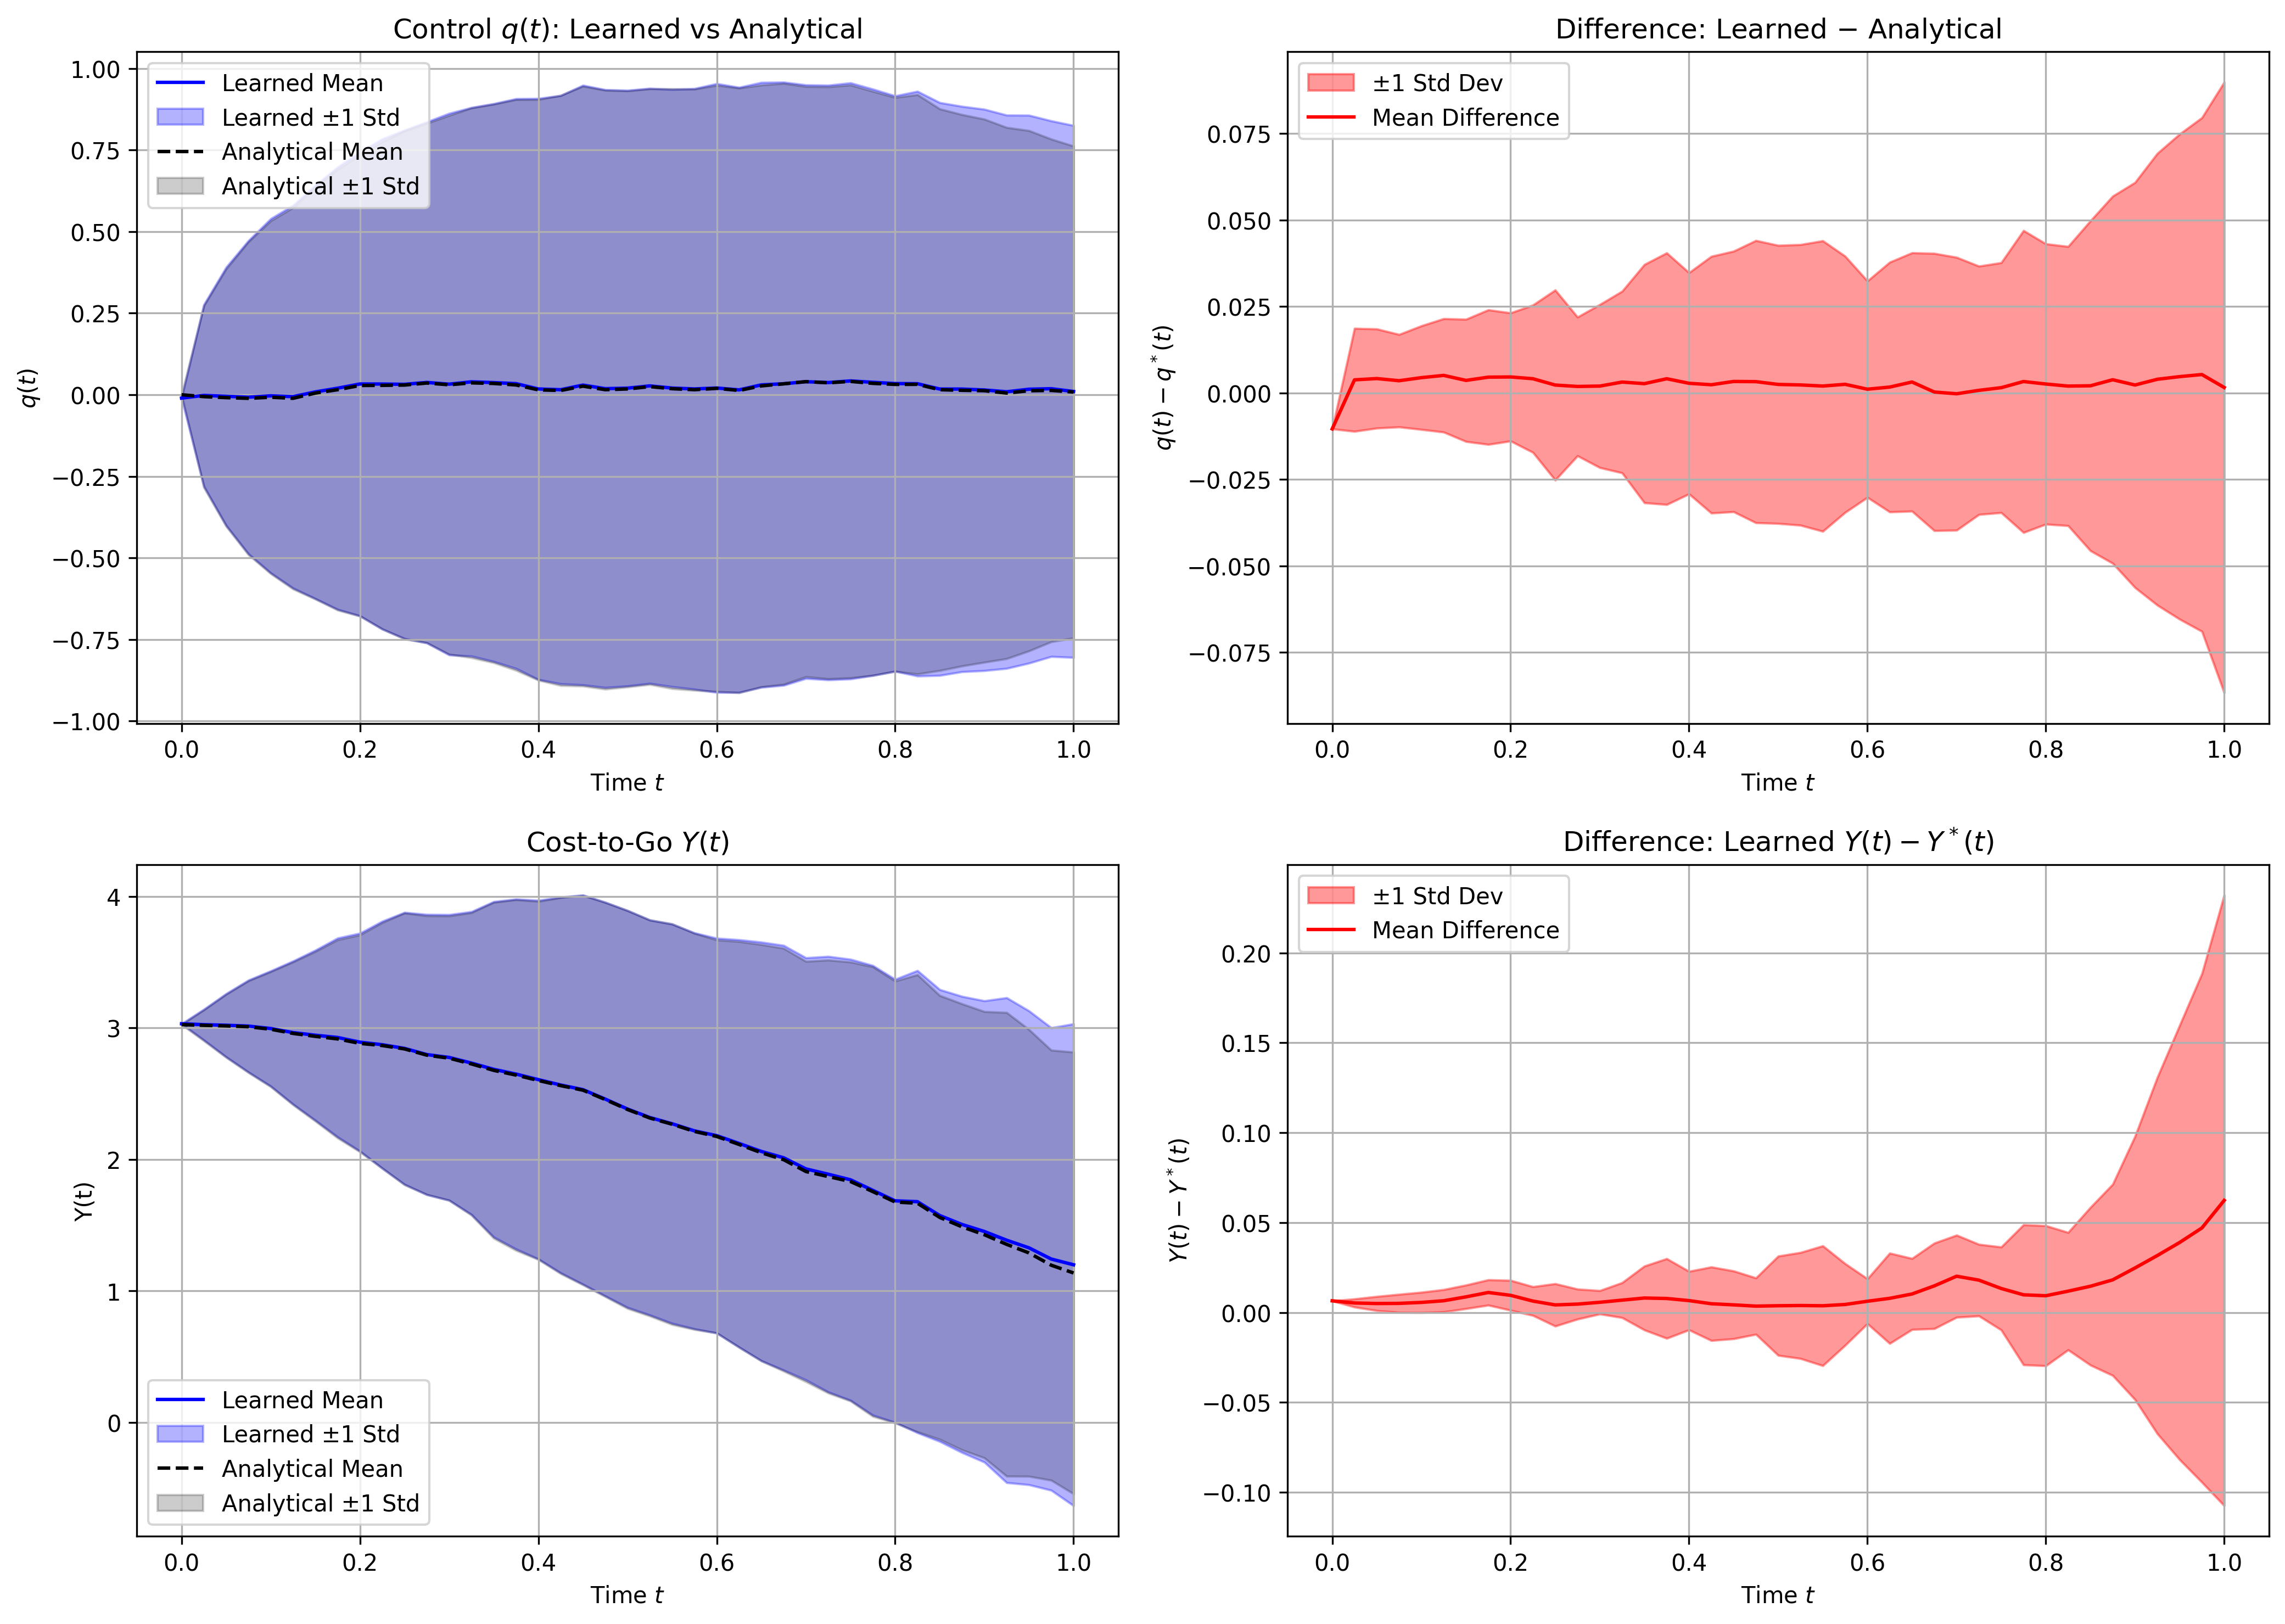 Control q(t): Learned vs Analytical
Learned Mean
Learned ±1 Std
Analytical Mean
Analytical ±1 Std
1.00
0.75
0.50
0.25
0.00
−0.25
−0.50
−0.75
−1.00
q(t)
0.0 0.2 0.4 0.6 0.8 1.0
Time t
Difference: Learned − Analytical
±1 Std Dev
Mean Difference
0.075
0.050
0.025
0.000
−0.025
−0.050
−0.075
q(t) − q*(t)
0.0 0.2 0.4 0.6 0.8 1.0
Time t
Cost-to-Go Y(t)
4
3
2
1
0
Y(t)
Learned Mean
Learned ±1 Std
Analytical Mean
Analytical ±1 Std
0.0 0.2 0.4 0.6 0.8 1.0
Time t
Difference: Learned Y(t) − Y*(t)
±1 Std Dev
Mean Difference
0.20
0.15
0.10
0.05
0.00
−0.05
−0.10
Y(t) − Y*(t)
0.0 0.2 0.4 0.6 0.8 1.0
Time t